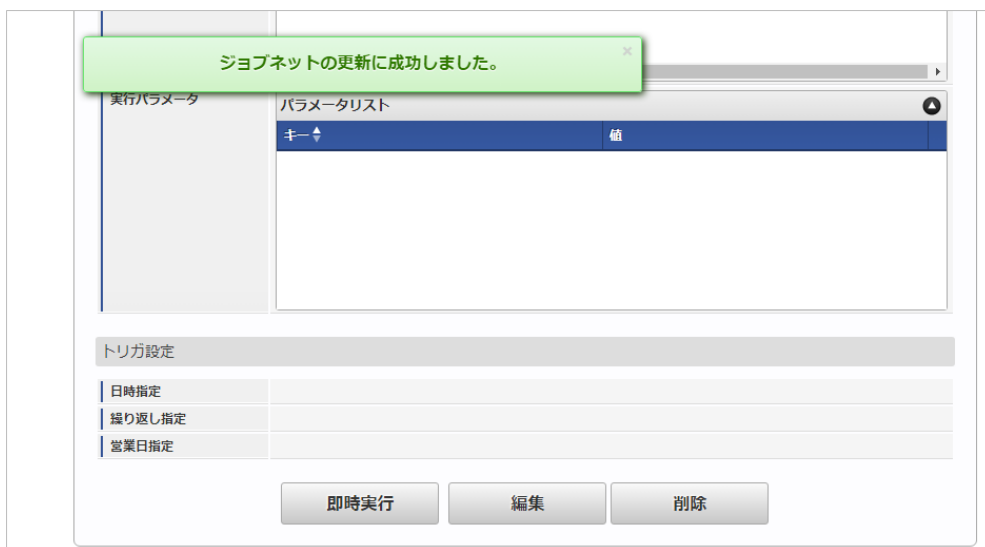 ジョブネットの更新に成功しました。
×
実行パラメータ
パラメータリスト
キー
値
トリガ設定
日時指定
繰り返し指定
営業日指定
即時実行 編集 削除